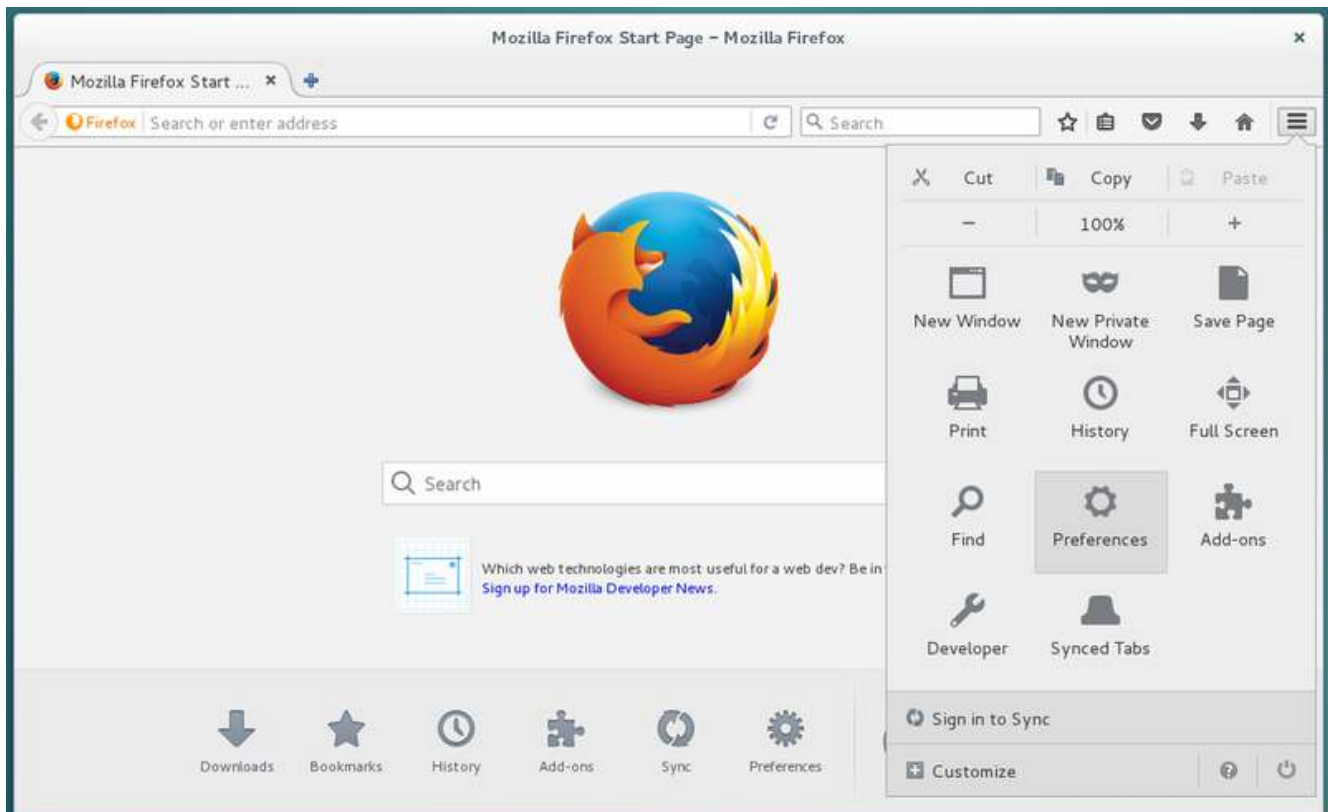 Mozilla Firefox Start Page – Mozilla Firefox
Mozilla Firefox Start ...
Firefox Search or enter address
Search
Cut Copy Paste
− 100% +
New Window New Private Window Save Page
Print History Full Screen
Search
Find Preferences Add-ons
Which web technologies are most useful for a web dev? Be in
Sign up for Mozilla Developer News.
Developer Synced Tabs
Sign in to Sync
Downloads Bookmarks History Add-ons Sync Preferences
Customize